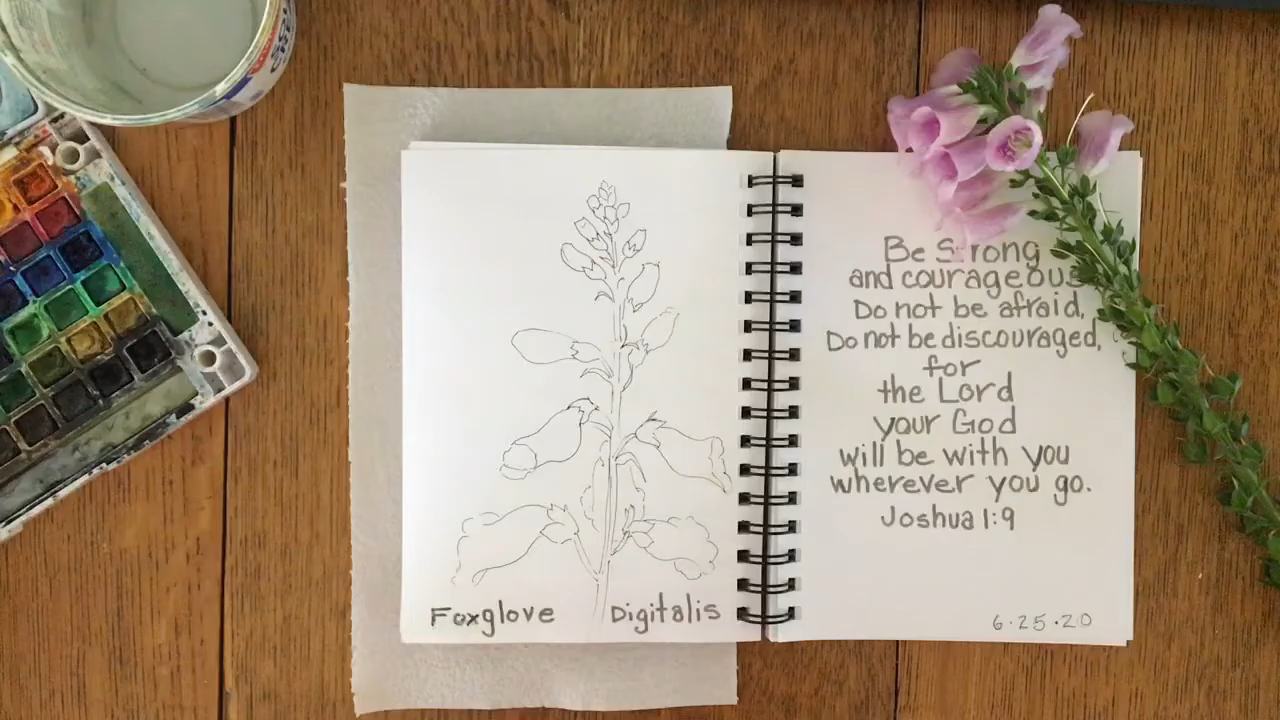 Foxglove Digitalis
Be Strong
and courageous
Do not be afraid,
Do not be discouraged,
for
the Lord
your God
will be with you
wherever you go.
Joshua 1:9
6.25.20